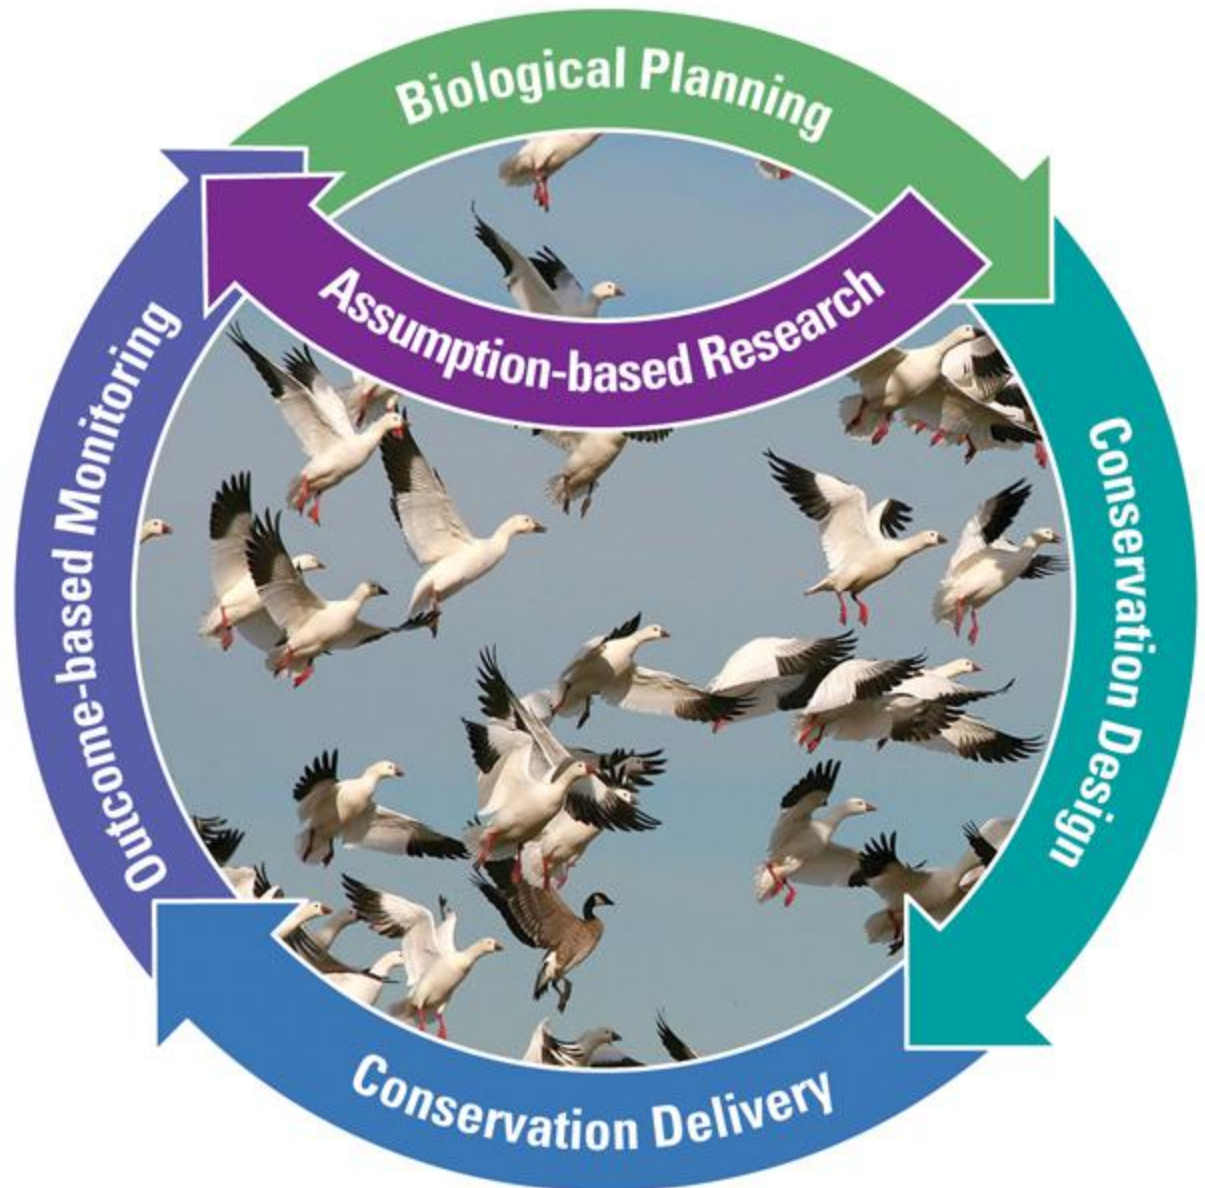 Biological Planning
Assumption-based Research
Conservation Design
Conservation Delivery
Outcome-based Monitoring